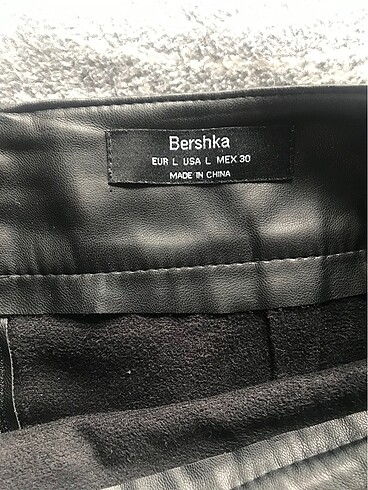 Bershka
EUR L USA L MEX 30
MADE IN CHINA